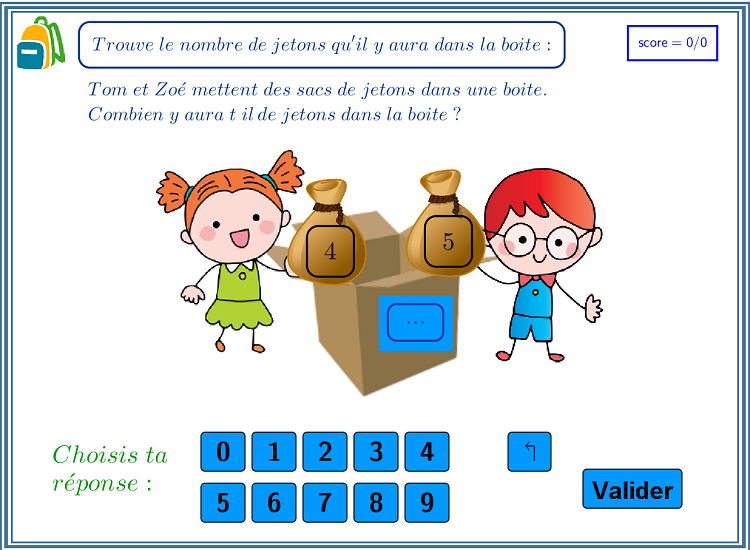 Trouve le nombre de jetons qu'il y aura dans la boite :
score = 0/0
Tom et Zoé mettent des sacs de jetons dans une boite.
Combien y aura t il de jetons dans la boite ?
4
5
...
Choisis ta
réponse :
0 1 2 3 4
↰
5 6 7 8 9
Valider